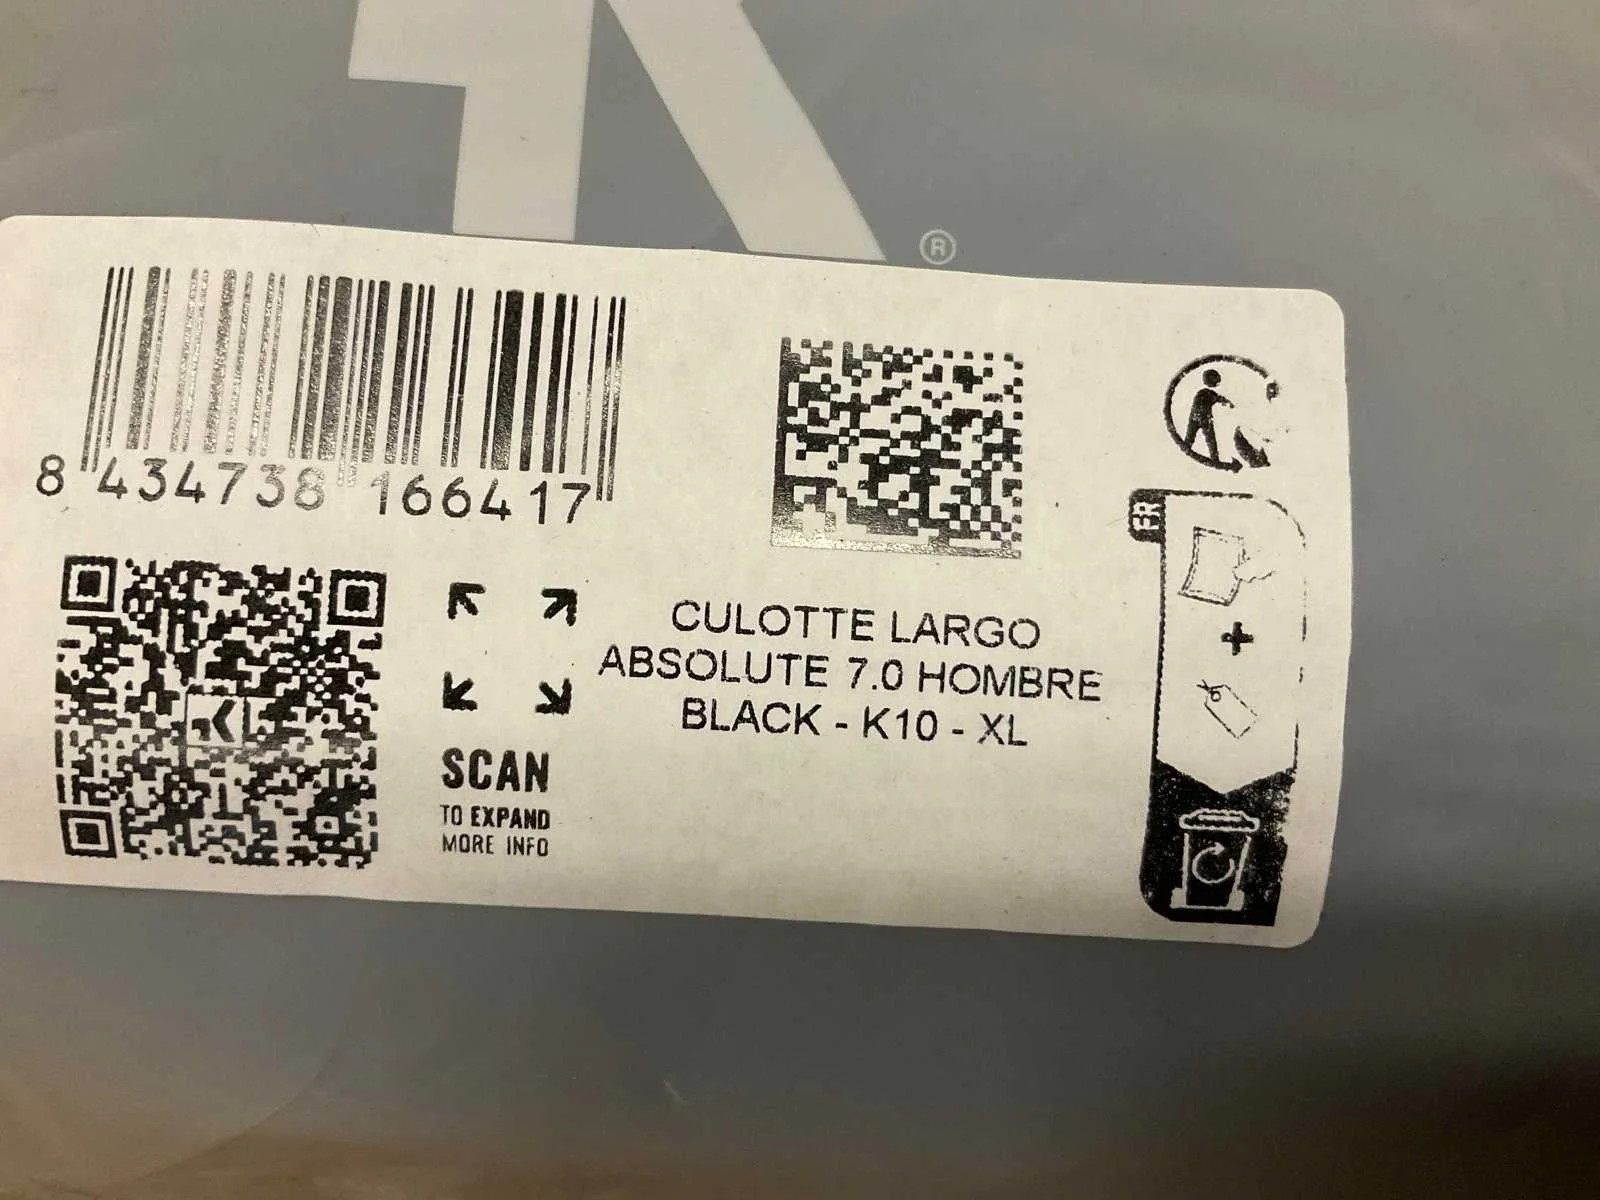 ®
8 434738 166417
SCAN
TO EXPAND
MORE INFO
CULOTTE LARGO
ABSOLUTE 7.0 HOMBRE
BLACK - K10 - XL
FR